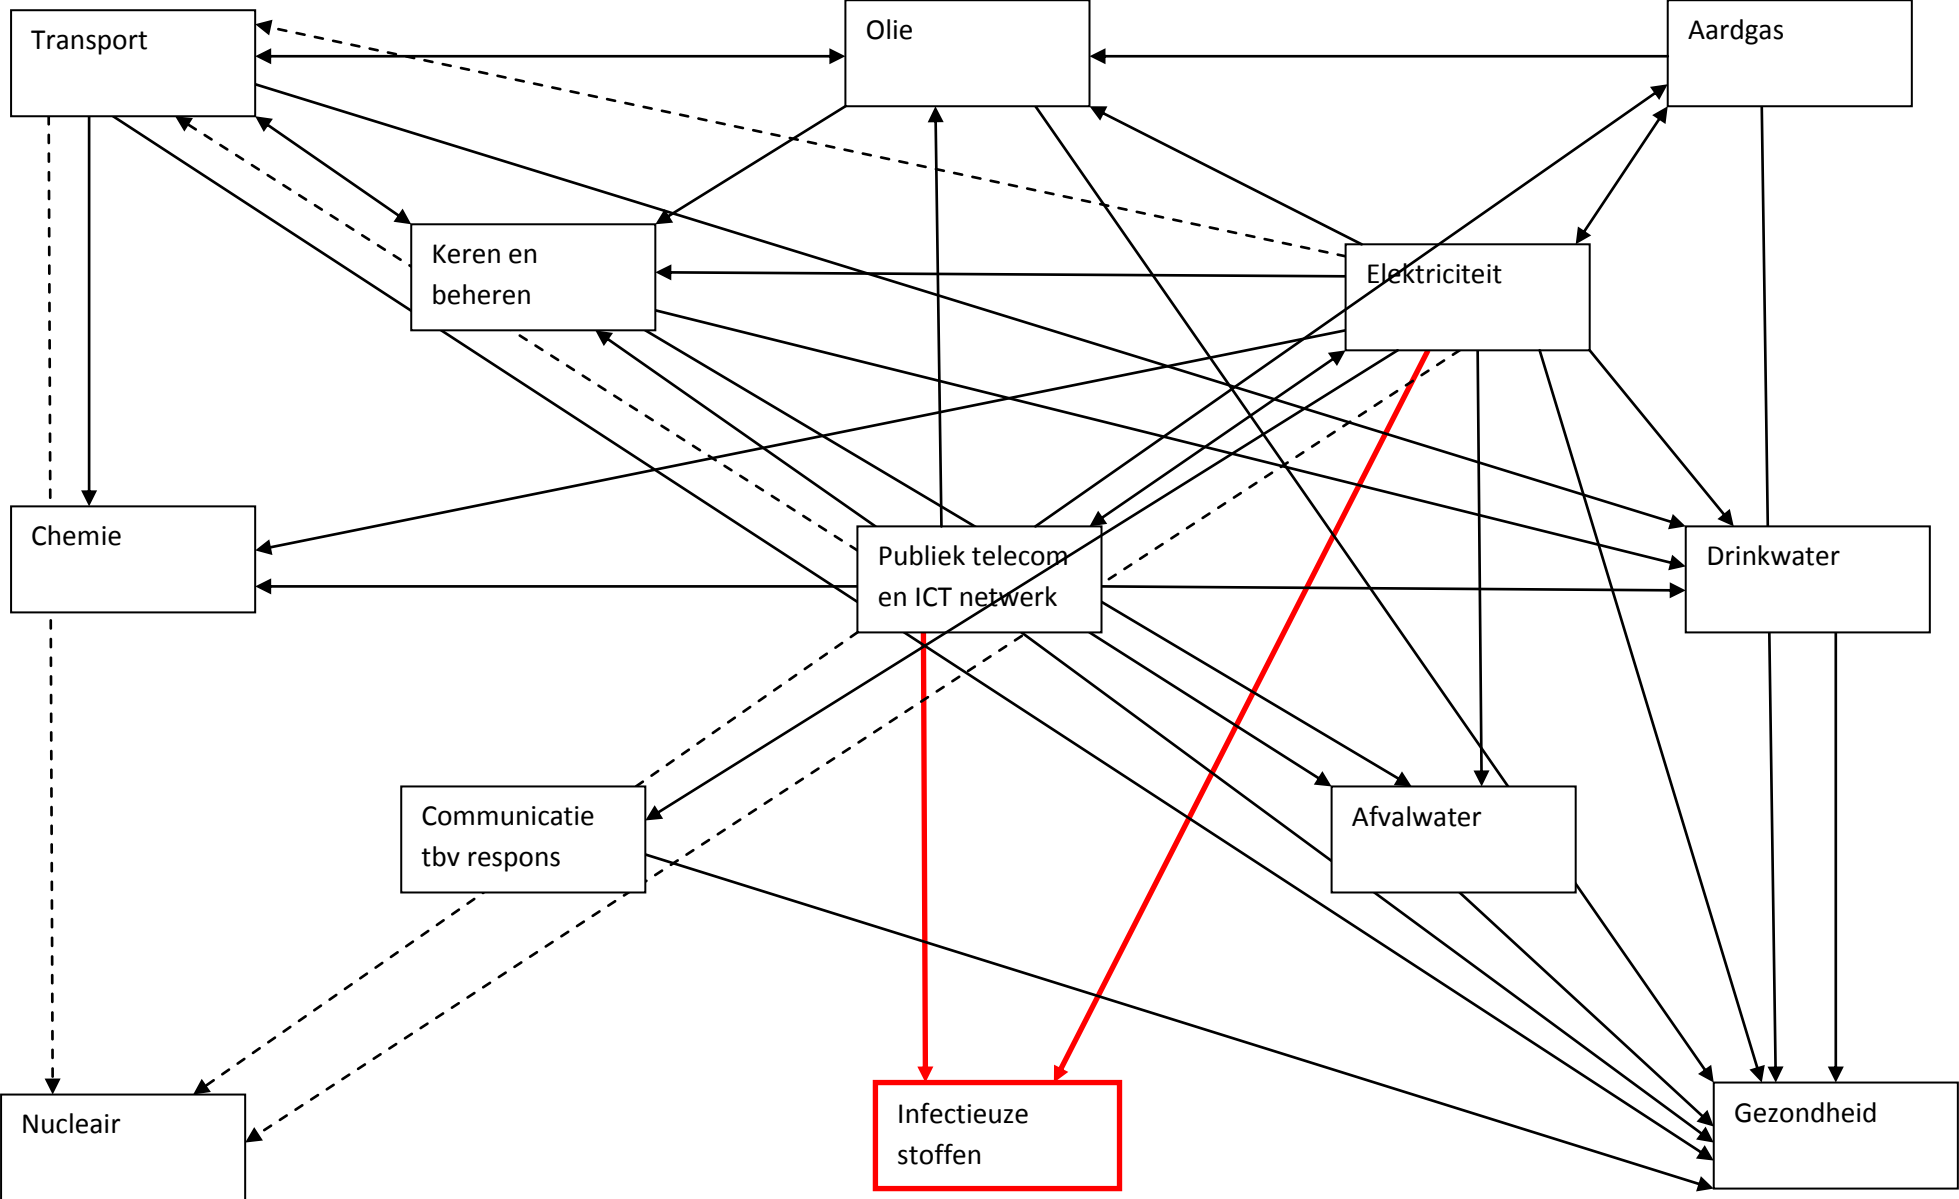 Transport
Olie
Aardgas
Keren en
beheren
Elektriciteit
Chemie
Publiek telecom
en ICT netwerk
Drinkwater
Communicatie
tbv respons
Afvalwater
Nucleair
Infectieuze
stoffen
Gezondheid